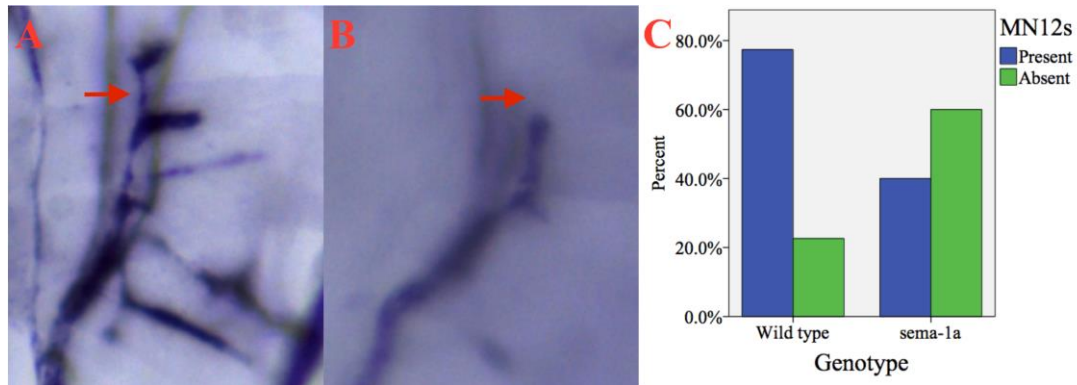 A
B
C
MN12s
Present
Absent
80.0%
60.0%
40.0%
20.0%
0.0%
Percent
Wild type
sema-1a
Genotype